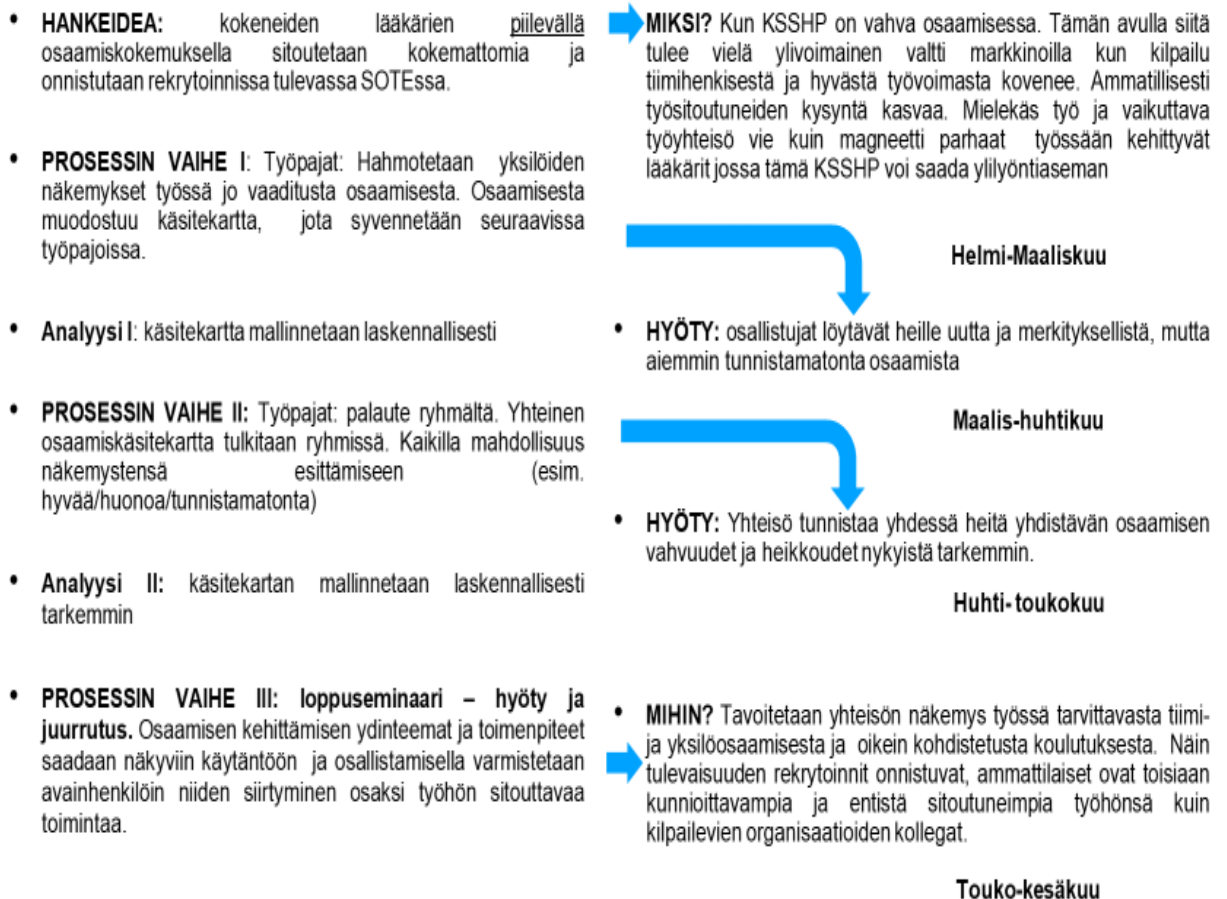 • HANKEIDEA: kokeneiden lääkärien piilevällä
osaamiskokemuksella sitoutetaan kokemattomia ja
onnistutaan rekrytoinnissa tulevassa SOTEssa.
• PROSESSIN VAIHE I: Työpajat: Hahmotetaan yksilöiden
näkemykset työssä jo vaaditusta osaamisesta. Osaamisesta
muodostuu käsitekartta, jota syvennetään seuraavissa
työpajoissa.
• Analyysi I: käsitekartta mallinnetaan laskennallisesti
• PROSESSIN VAIHE II: Työpajat: palaute ryhmältä. Yhteinen
osaamiskäsitekartta tulkitaan ryhmissä. Kaikilla mahdollisuus
näkemystensä esittämiseen (esim.
hyvää/huonoa/tunnistamatonta)
• Analyysi II: käsitekartan mallinnetaan laskennallisesti
tarkemmin
• PROSESSIN VAIHE III: loppuseminaari – hyöty ja
juurrutus. Osaamisen kehittämisen ydinteemat ja toimenpiteet
saadaan näkyviin käytäntöön ja osallistamisella varmistetaan
avainhenkilöin niiden siirtyminen osaksi työhön sitouttavaa
toimintaa.
MIKSI? Kun KSSHP on vahva osaamisessa. Tämän avulla siitä
tulee vielä ylivoimainen valtti markkinoilla kun kilpailu
tiimihenkisestä ja hyvästä työvoimasta kovenee. Ammatillisesti
työsitoutuneiden kysyntä kasvaa. Mielekäs työ ja vaikuttava
työyhteisö vie kuin magneetti parhaat työssään kehittyvät
lääkärit jossa tämä KSSHP voi saada ylilyöntiaseman
Helmi-Maaliskuu
• HYÖTY: osallistujat löytävät heille uutta ja merkityksellistä, mutta
aiemmin tunnistamatonta osaamista
Maalis-huhtikuu
• HYÖTY: Yhteisö tunnistaa yhdessä heitä yhdistävän osaamisen
vahvuudet ja heikkoudet nykyistä tarkemmin.
Huhti- toukokuu
• MIHIN? Tavoitetaan yhteisön näkemys työssä tarvittavasta tiimi-
ja yksilöosaamisesta ja oikein kohdistetusta koulutuksesta. Näin
tulevaisuuden rekrytoinnit onnistuvat, ammattilaiset ovat toisiaan
kunnioittavampia ja entistä sitoutuneimpia työhönsä kuin
kilpailevien organisaatioiden kollegat.
Touko-kesäkuu